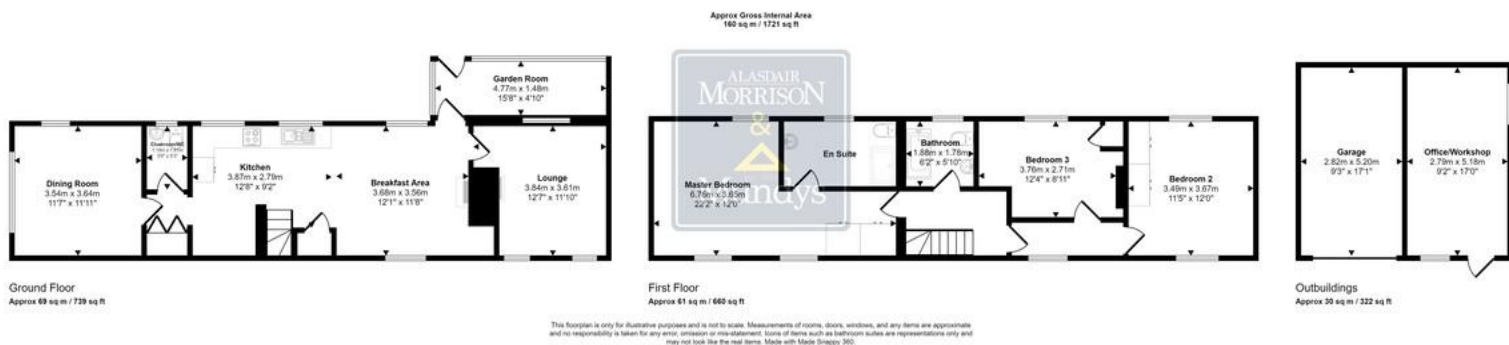 Approx Gross Internal Area
160 sq m / 1721 sq ft
Garden Room
4.77m x 1.48m
15'8" x 4'10"
Kitchen
3.87m x 2.79m
12'8" x 9'2"
Dining Room
3.54m x 3.64m
11'7" x 11'11"
Breakfast Area
3.68m x 3.56m
12'1" x 11'8"
Lounge
3.84m x 3.61m
12'7" x 11'10"
Ground Floor
Approx 69 sq m / 739 sq ft
ALASDAIR
MORRISON
&
Mundys
Master Bedroom
22'2" x 12'0"
En Suite
Bathroom
1.88m x 1.78m
6'2" x 5'10"
Bedroom 3
3.76m x 2.71m
12'4" x 8'11"
Bedroom 2
3.49m x 3.67m
11'5" x 12'0"
First Floor
Approx 61 sq m / 660 sq ft
Garage
2.82m x 5.20m
9'3" x 17'1"
Office/Workshop
2.79m x 5.18m
9'2" x 17'0"
Outbuildings
Approx 30 sq m / 322 sq ft
This floorplan is only for illustrative purposes and is not to scale. Measurements of rooms, doors, windows, and any items are approximate
and no responsibility is taken for any error, omission or mis-statement. Icons of items such as bathroom suites are representations only and
may not look like the real items. Made with Made Snappy 360.